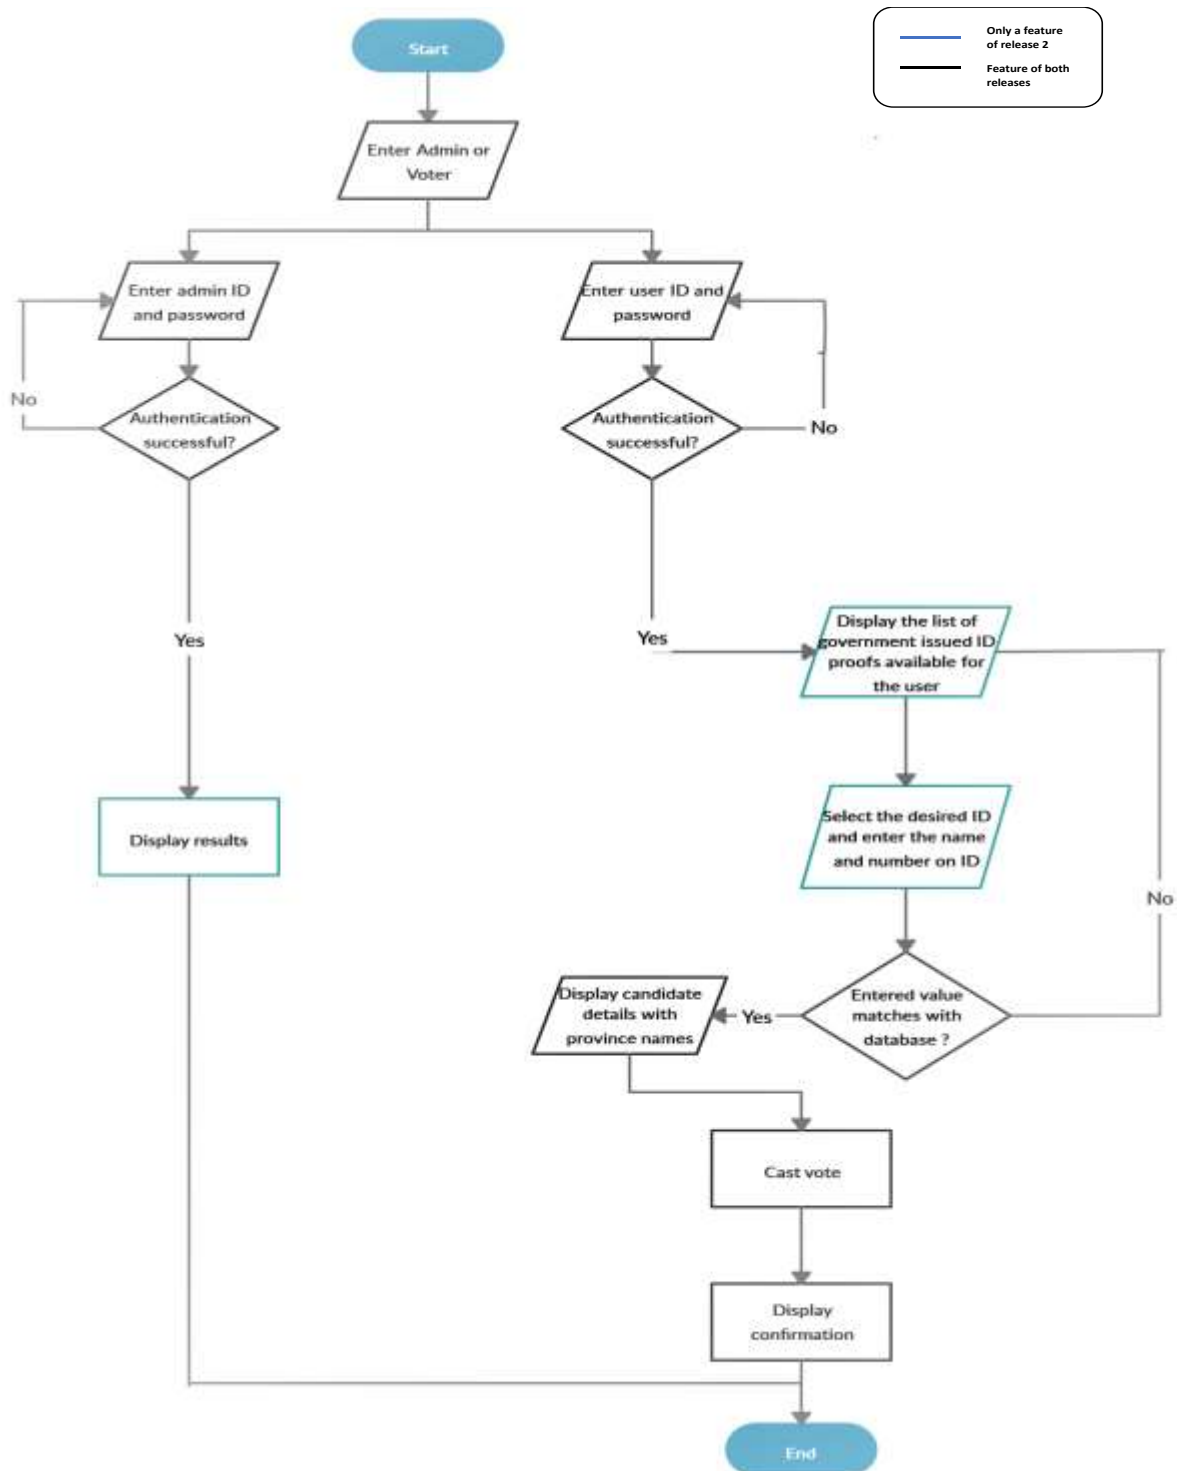 Start
Only a feature
of release 2
Feature of both
releases
Enter Admin or
Voter
Enter admin ID
and password
Enter user ID and
password
No
Authentication
successful?
Authentication
successful?
No
Yes
Yes
Display the list of
government issued ID
proofs available for
the user
Display results
Select the desired ID
and enter the name
and number on ID
No
Display candidate
details with
province names
Yes
Entered value
matches with
database ?
Cast vote
Display
confirmation
End